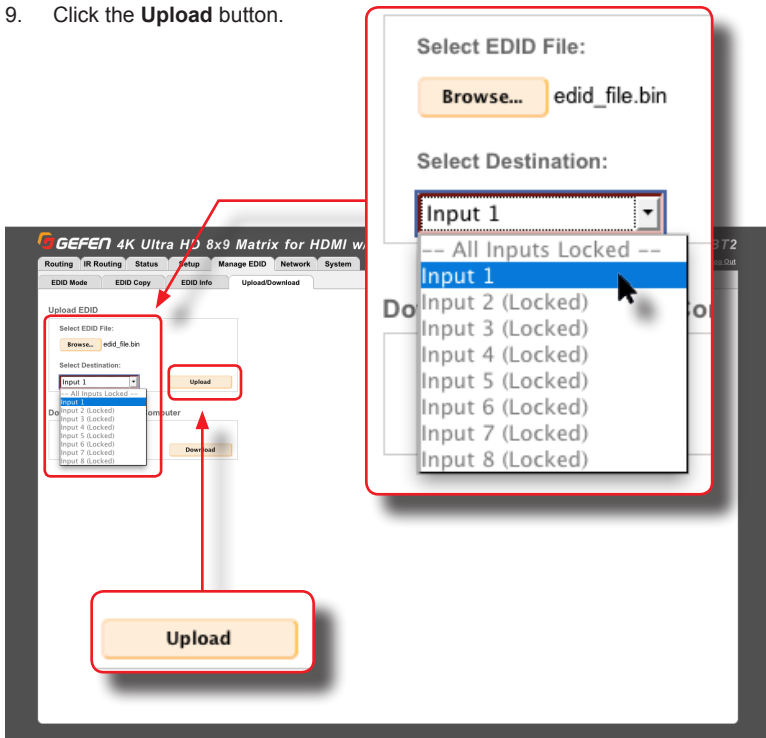 9. Click the Upload button.
Select EDID File:
Browse... edid_file.bin
Select Destination:
Input 1
-- All Inputs Locked --
Input 1
Input 2 (Locked)
Input 3 (Locked)
Input 4 (Locked)
Input 5 (Locked)
Input 6 (Locked)
Input 7 (Locked)
Input 8 (Locked)
GEFEN 4K Ultra HD 8x9 Matrix for HDMI
Routing IR Routing Status Setup Manage EDID Network System
EDID Mode EDID Copy EDID Info Upload/Download
Upload EDID
Select EDID File:
Browse... edid_file.bin
Select Destination:
Input 1 Upload
-- All Inputs Locked --
Input 1
Input 2 (Locked)
Input 3 (Locked)
Input 4 (Locked)
Input 5 (Locked)
Input 6 (Locked)
Input 7 (Locked)
Input 8 (Locked)
Download
Upload